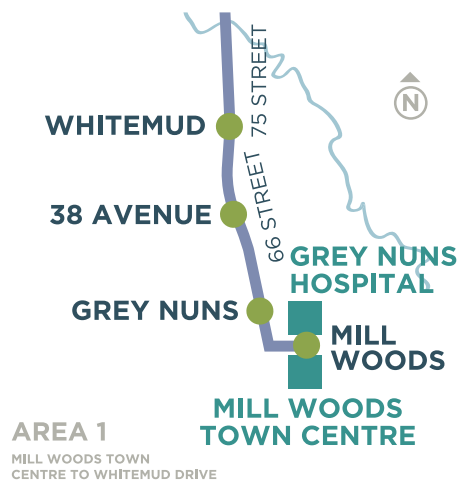 75 STREET
N
WHITEMUD
66 STREET
38 AVENUE
GREY NUNS
HOSPITAL
GREY NUNS
MILL
WOODS
MILL WOODS
TOWN CENTRE
AREA 1
MILL WOODS TOWN
CENTRE TO WHITEMUD DRIVE